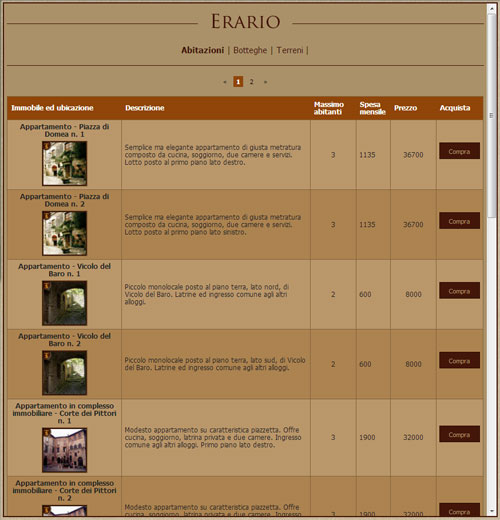 ERARIO
Abitazioni | Botteghe | Terreni |
« 1 2 »
Immobile ed ubicazione Descrizione Massimo abitanti Spesa mensile Prezzo Acquista
Appartamento - Piazza di
Domea n. 1
Semplice ma elegante appartamento di giusta metratura
composto da cucina, soggiorno, due camere e servizi.
Lotto posto al primo piano lato destro.
3 1135 36700 Compra
Appartamento - Piazza di
Domea n. 2
Semplice ma elegante appartamento di giusta metratura
composto da cucina, soggiorno, due camere e servizi.
Lotto posto al primo piano lato sinistro.
3 1135 36700 Compra
Appartamento - Vicolo del
Baro n. 1
Piccolo monolocale posto al piano terra, lato nord, di
Vicolo del Baro. Latrine ed ingresso comune agli altri
alloggi.
2 600 8000 Compra
Appartamento - Vicolo del
Baro n. 2
Piccolo monolocale posto al piano terra, lato sud, di Vicolo
del Baro. Latrine ed ingresso comune agli altri alloggi.
2 600 8000 Compra
Appartamento in complesso
immobiliare - Corte dei Pittori
n. 1
Modesto appartamento su caratteristica piazzetta. Offre
cucina, soggiorno, latrina privata e due camere. Ingresso
comune agli altri alloggi. Primo piano lato destro.
3 1900 32000 Compra
Appartamento in complesso
immobiliare - Corte dei Pittori
n. 2
Modesto appartamento su caratteristica piazzetta. Offre
cucina, soggiorno, latrina privata e due camere. Ingresso
3 1900 32000 Compra